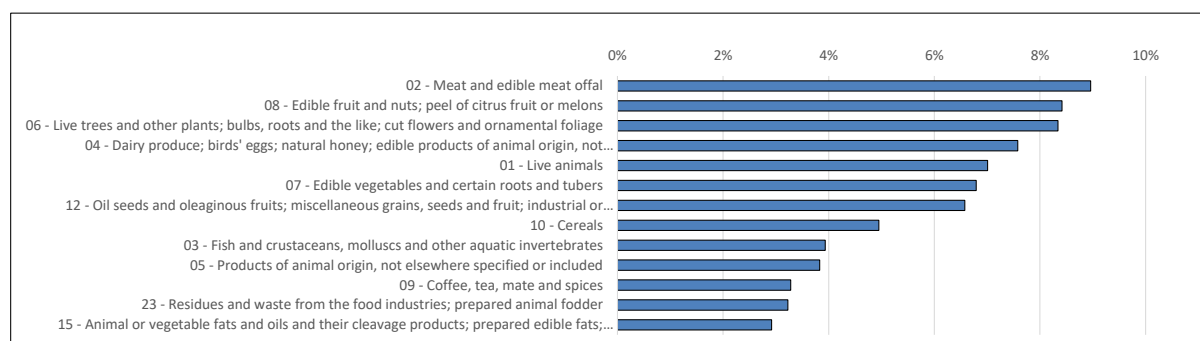 0% 2% 4% 6% 8% 10%
02 - Meat and edible meat offal
08 - Edible fruit and nuts; peel of citrus fruit or melons
06 - Live trees and other plants; bulbs, roots and the like; cut flowers and ornamental foliage
04 - Dairy produce; birds' eggs; natural honey; edible products of animal origin, not…
01 - Live animals
07 - Edible vegetables and certain roots and tubers
12 - Oil seeds and oleaginous fruits; miscellaneous grains, seeds and fruit; industrial or…
10 - Cereals
03 - Fish and crustaceans, molluscs and other aquatic invertebrates
05 - Products of animal origin, not elsewhere specified or included
09 - Coffee, tea, mate and spices
23 - Residues and waste from the food industries; prepared animal fodder
15 - Animal or vegetable fats and oils and their cleavage products; prepared edible fats;…